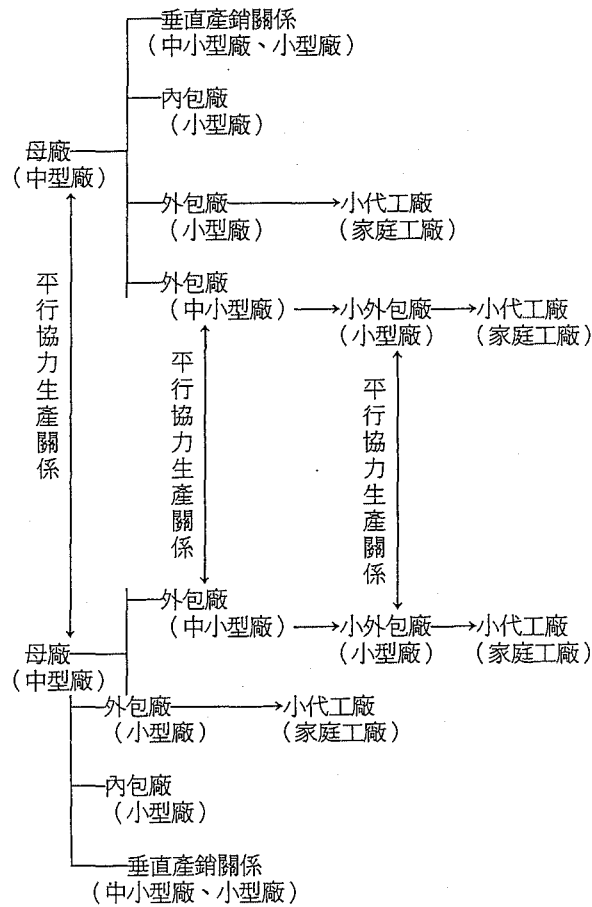 垂直產銷關係
(中小型廠、小型廠)
內包廠
(小型廠)
母廠
(中型廠)
外包廠
(小型廠)
小代工廠
(家庭工廠)
外包廠
(中小型廠)
小外包廠
(小型廠)
小代工廠
(家庭工廠)
平行協力生產關係
平行協力生產關係
平行協力生產關係
外包廠
(中小型廠)
小外包廠
(小型廠)
小代工廠
(家庭工廠)
母廠
(中型廠)
外包廠
(小型廠)
小代工廠
(家庭工廠)
內包廠
(小型廠)
垂直產銷關係
(中小型廠、小型廠)